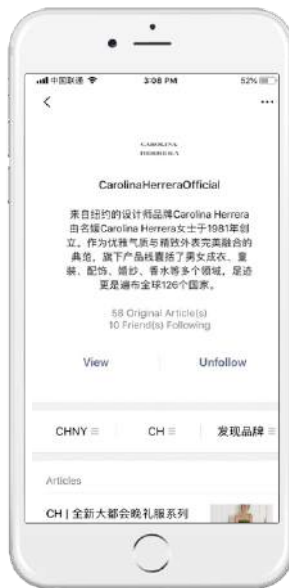 中国联通 3:08 PM 52%
CAROLINA
HERRERA
CarolinaHerreraOfficial
来自纽约的设计师品牌Carolina Herrera
由名媛Carolina Herrera女士于1981年创
立。作为优雅气质与精致外表完美融合的
典范，旗下产品线囊括了男女成衣、童
装、配饰、婚纱、香水等多个领域，足迹
更是遍布全球126个国家。
58 Original Article(s)
10 Friend(s) Following
View Unfollow
CHNY CH 发现品牌
Articles
CH | 全新大都会晚礼服系列